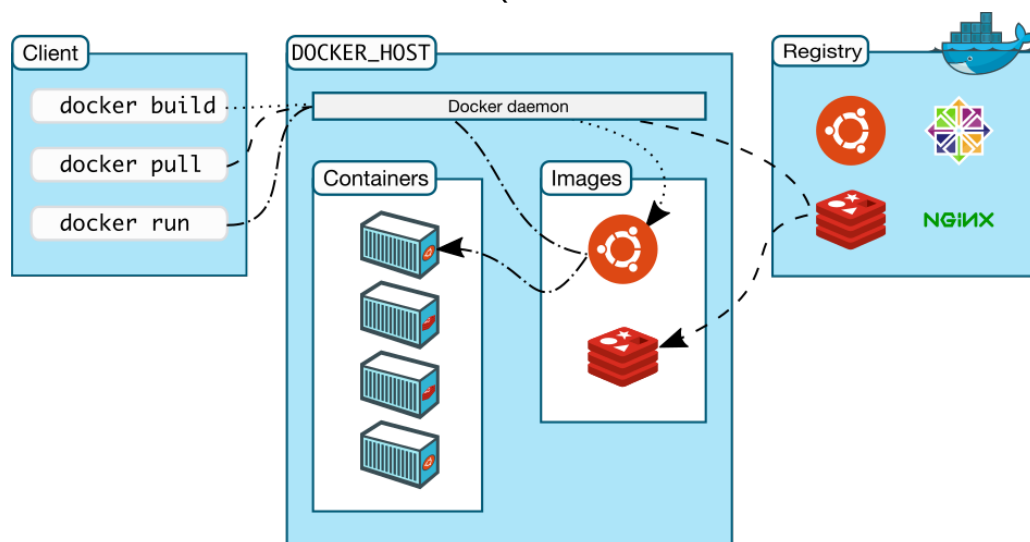 Client
docker build
docker pull
docker run
DOCKER_HOST
Docker daemon
Containers
Images
Registry
NGINX